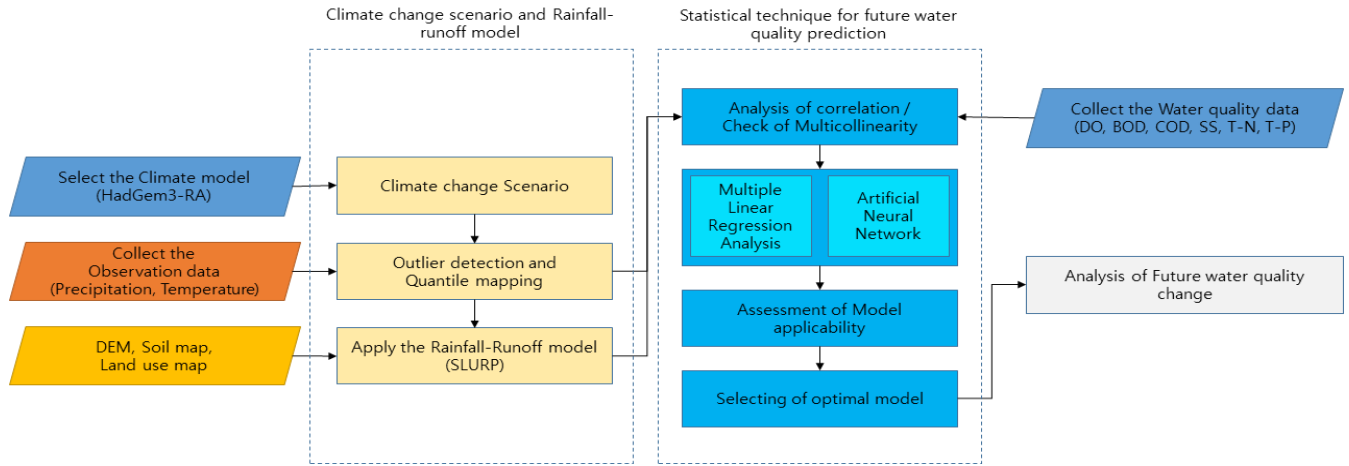 Climate change scenario and Rainfall-
runoff model
Statistical technique for future water
quality prediction
Select the Climate model
(HadGem3-RA)
Collect the
Observation data
(Precipitation, Temperature)
DEM, Soil map,
Land use map
Climate change Scenario
Outlier detection and
Quantile mapping
Apply the Rainfall-Runoff model
(SLURP)
Analysis of correlation /
Check of Multicollinearity
Multiple
Linear
Regression
Analysis
Artificial
Neural
Network
Assessment of Model
applicability
Selecting of optimal model
Collect the Water quality data
(DO, BOD, COD, SS, T-N, T-P)
Analysis of Future water quality
change